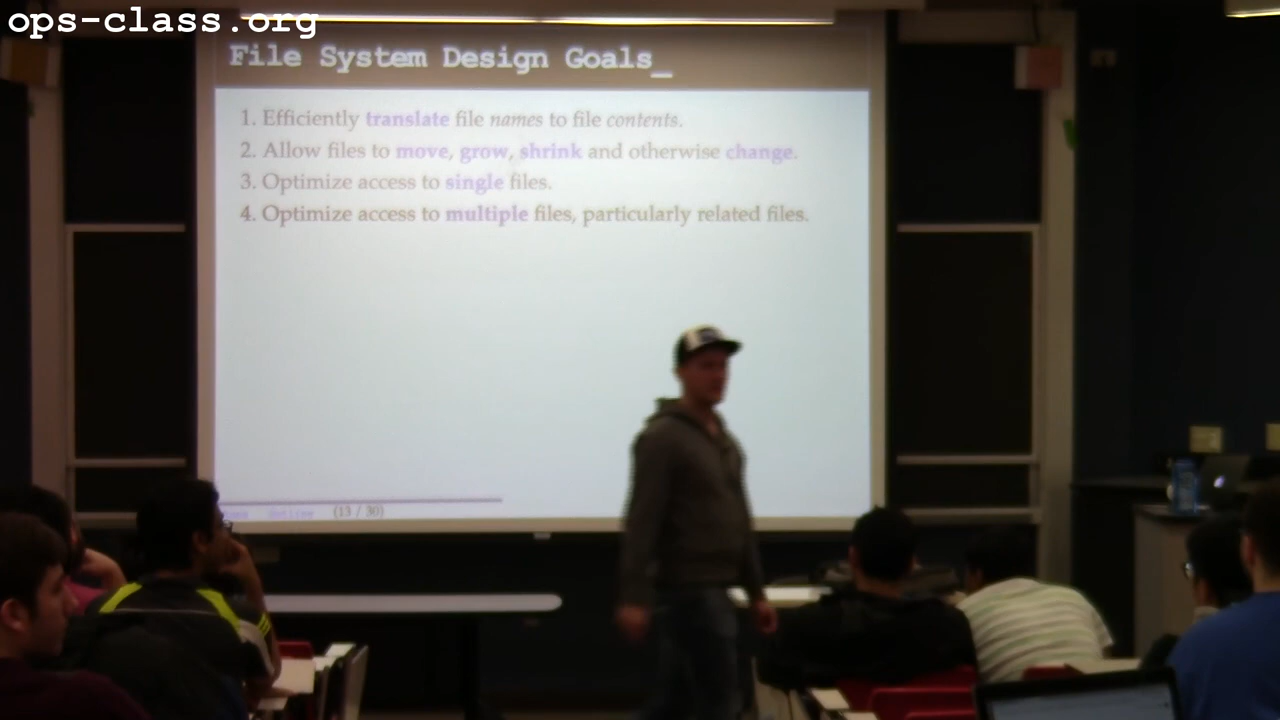 ops-class.org
File System Design Goals_
1. Efficiently translate file names to file contents.
2. Allow files to move, grow, shrink and otherwise change.
3. Optimize access to single files.
4. Optimize access to multiple files, particularly related files.
(13 / 30)